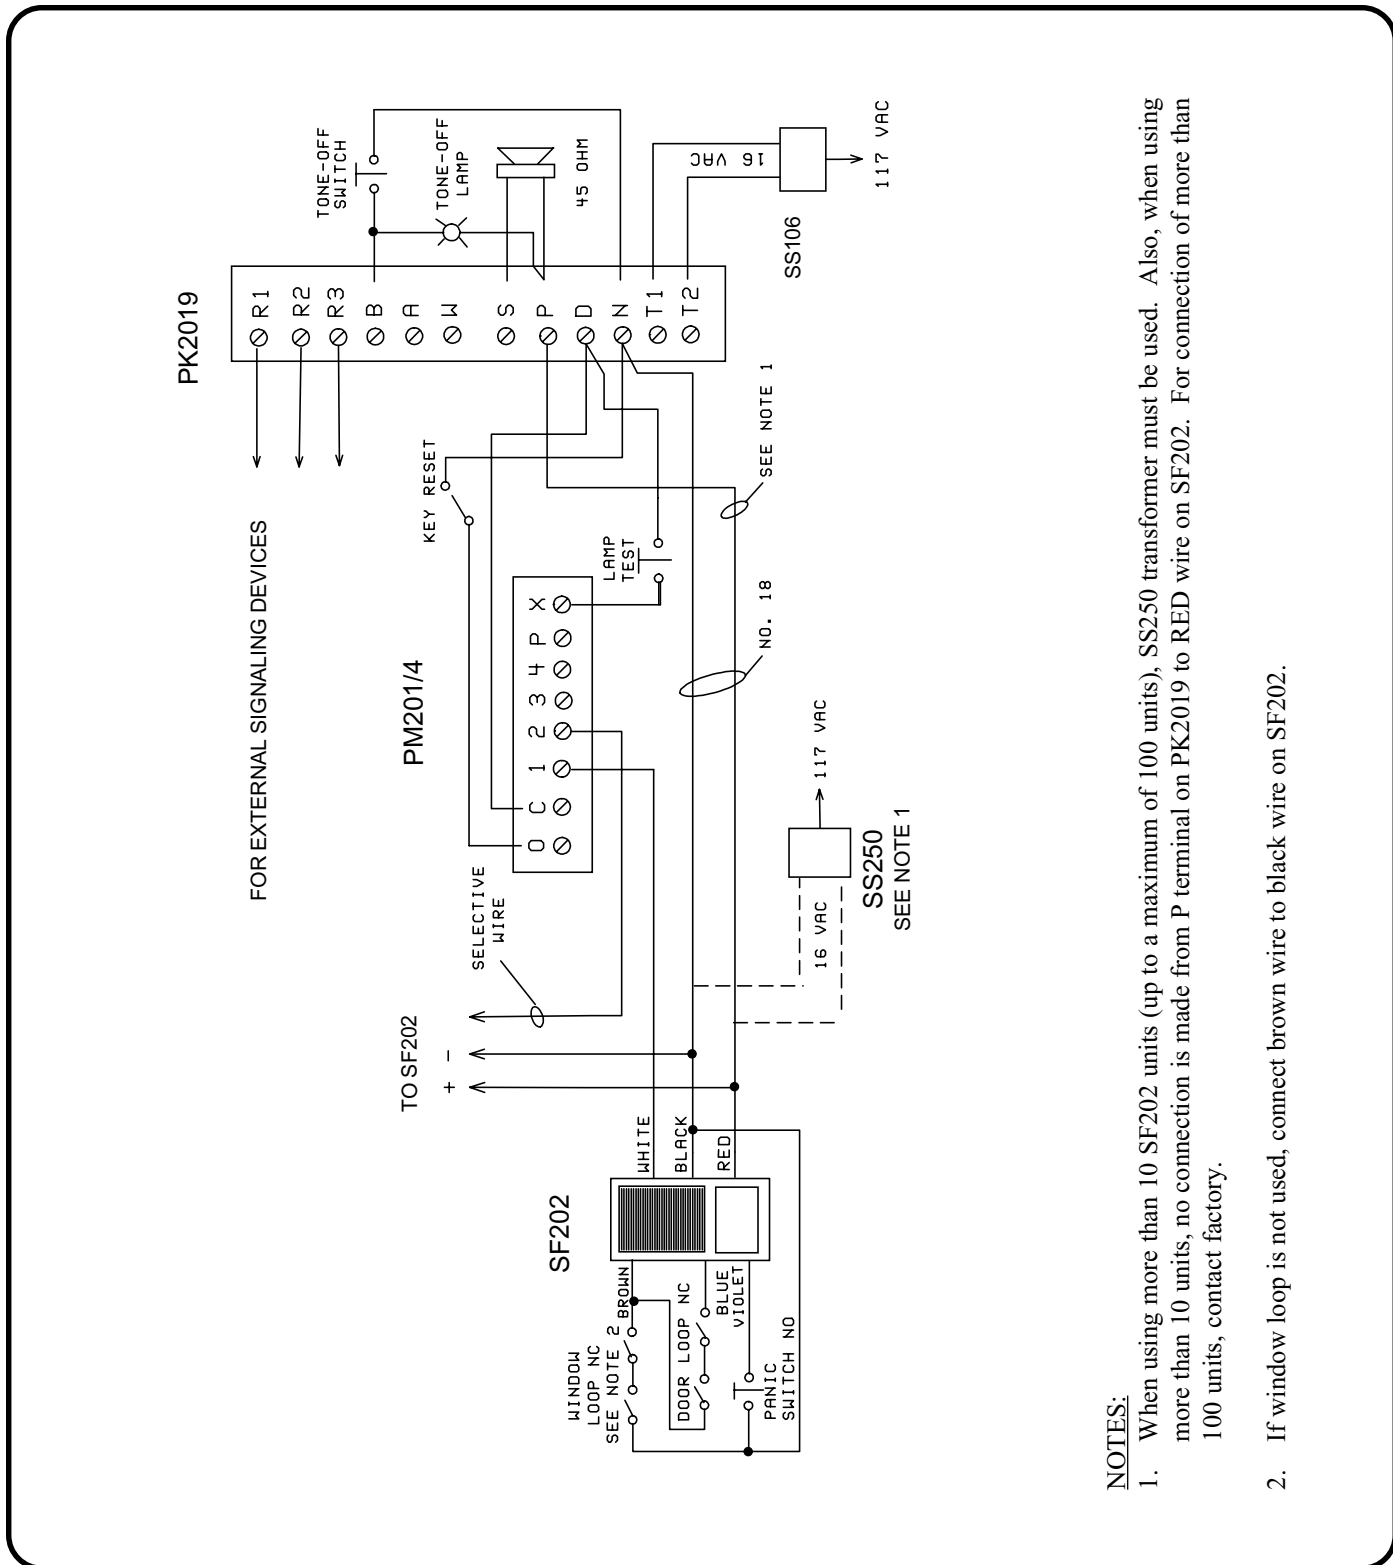 PK2019
R1
R2
R3
B
A
W
S
P
D
N
T1
T2
TONE-OFF
SWITCH
TONE-OFF
LAMP
45 OHM
16 VAC
117 VAC
SS106
FOR EXTERNAL SIGNALING DEVICES
KEY RESET
PM201/4
O
C
1
2
3
4
P
X
LAMP
TEST
SEE NOTE 1
NO. 18
SELECTIVE
WIRE
TO SF202
+
-
16 VAC
117 VAC
SS250
SEE NOTE 1
SF202
WHITE
BLACK
RED
BROWN
BLUE
VIOLET
WINDOW
LOOP NC
SEE NOTE 2
DOOR LOOP NC
PANIC
SWITCH NO
NOTES:
1. When using more than 10 SF202 units (up to a maximum of 100 units), SS250 transformer must be used. Also, when using
more than 10 units, no connection is made from P terminal on PK2019 to RED wire on SF202. For connection of more than
100 units, contact factory.
2. If window loop is not used, connect brown wire to black wire on SF202.